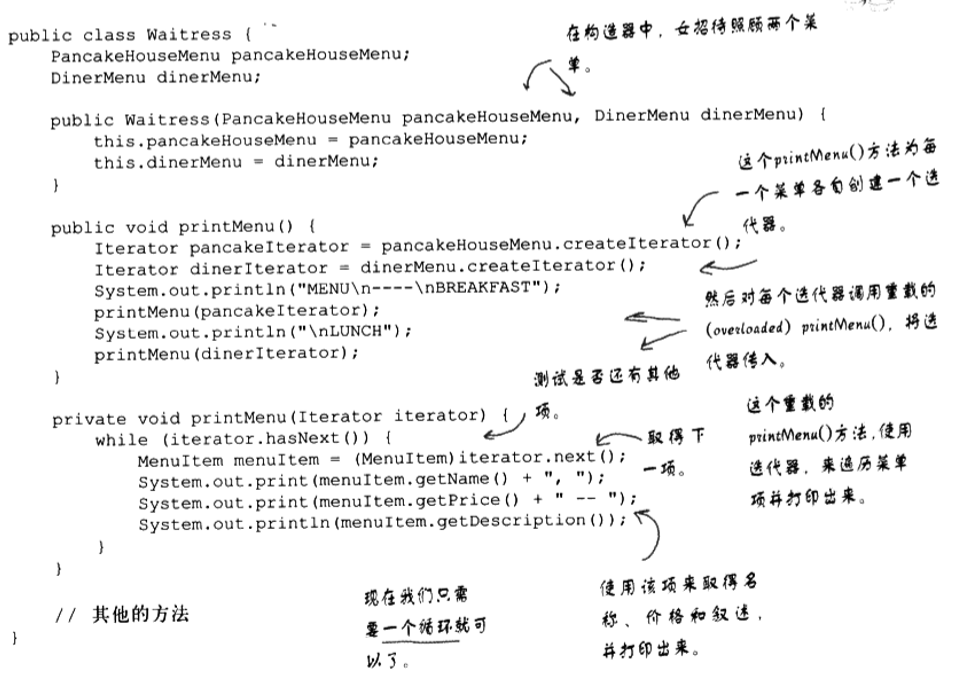 public class Waitress {
    PancakeHouseMenu pancakeHouseMenu;
    DinerMenu dinerMenu;
在构造器中，女招待照顾两个菜
单。
    public Waitress(PancakeHouseMenu pancakeHouseMenu, DinerMenu dinerMenu) {
        this.pancakeHouseMenu = pancakeHouseMenu;
        this.dinerMenu = dinerMenu;
    }
这个printMenu()方法为每
一个菜单各自创建一个迭
代器。
    public void printMenu() {
        Iterator pancakeIterator = pancakeHouseMenu.createIterator();
        Iterator dinerIterator = dinerMenu.createIterator();
        System.out.println("MENU\n----\nBREAKFAST");
        printMenu(pancakeIterator);
        System.out.println("\nLUNCH");
        printMenu(dinerIterator);
    }
然后对每个迭代器调用重载的
(overloaded) printMenu()，将迭
代器传入。
测试是否还有其他
项。
    private void printMenu(Iterator iterator) {
        while (iterator.hasNext()) {
            MenuItem menuItem = (MenuItem)iterator.next();
            System.out.print(menuItem.getName() + ", ");
            System.out.print(menuItem.getPrice() + " -- ");
            System.out.println(menuItem.getDescription());
        }
    }
取得下
一项。
这个重载的
printMenu()方法,使用
迭代器，来遍历菜单
项并打印出来。
    // 其他的方法
}
现在我们只需
要一个循环就可
以了。
使用该项来取得名
称、价格和叙述，
并打印出来。